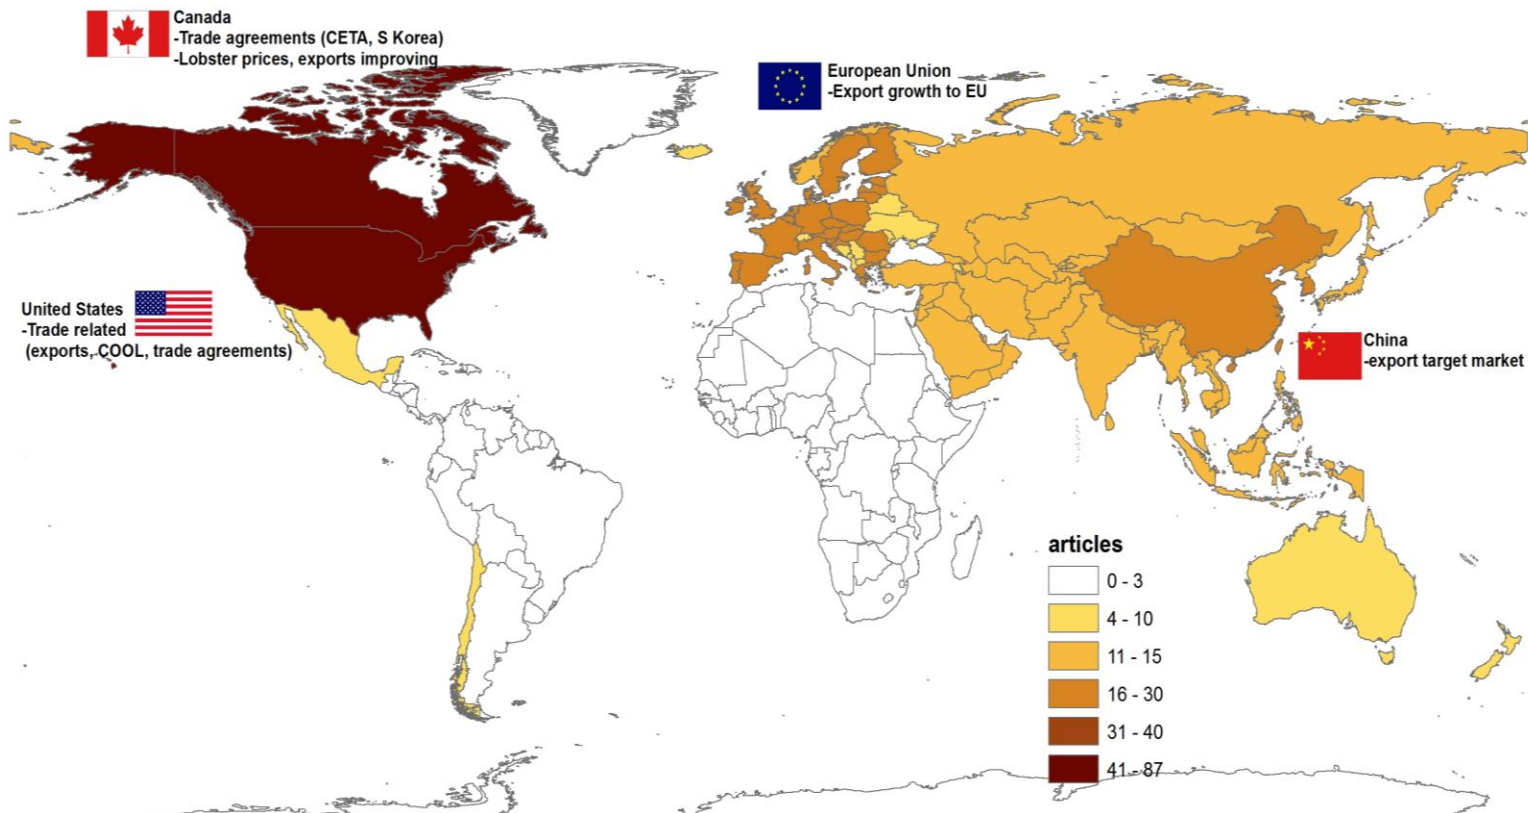 Canada
-Trade agreements (CETA, S Korea)
-Lobster prices, exports improving
European Union
-Export growth to EU
United States
-Trade related
(exports, COOL, trade agreements)
China
-export target market
articles
0 - 3
4 - 10
11 - 15
16 - 30
31 - 40
41 - 87